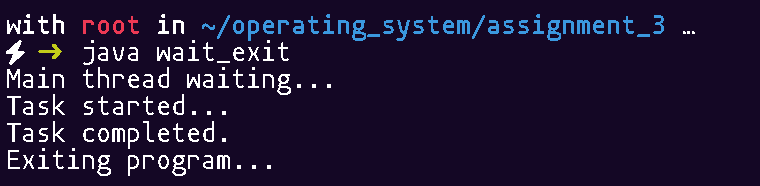 with root in ~/operating_system/assignment_3 …
⚡ → java wait_exit
Main thread waiting...
Task started...
Task completed.
Exiting program...